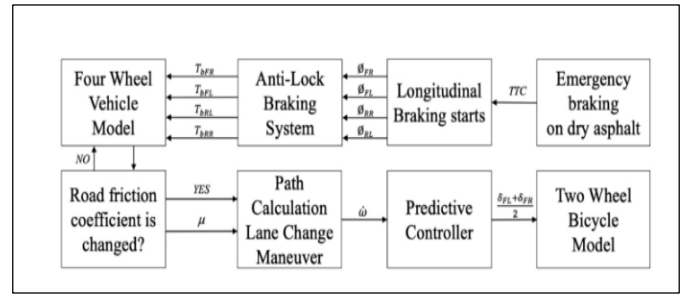 Four Wheel
Vehicle
Model
T_bFR
T_bFL
T_bRL
T_bRR
Anti-Lock
Braking
System
Ø_FR
Ø_FL
Ø_RR
Ø_RL
Longitudinal
Braking starts
TTC
Emergency
braking
on dry asphalt
NO
Road friction
coefficient is
changed?
YES
μ
Path
Calculation
Lane Change
Maneuver
ω̇
Predictive
Controller
δ_FL+δ_FR
2
Two Wheel
Bicycle
Model